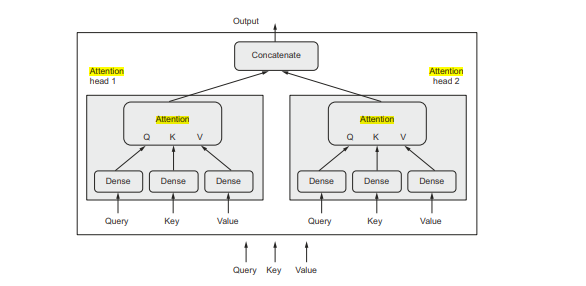 Output
Concatenate
Attention
head 1
Attention
head 2
Attention
Q K V
Attention
Q K V
Dense Dense Dense
Dense Dense Dense
Query Key Value
Query Key Value
Query Key Value